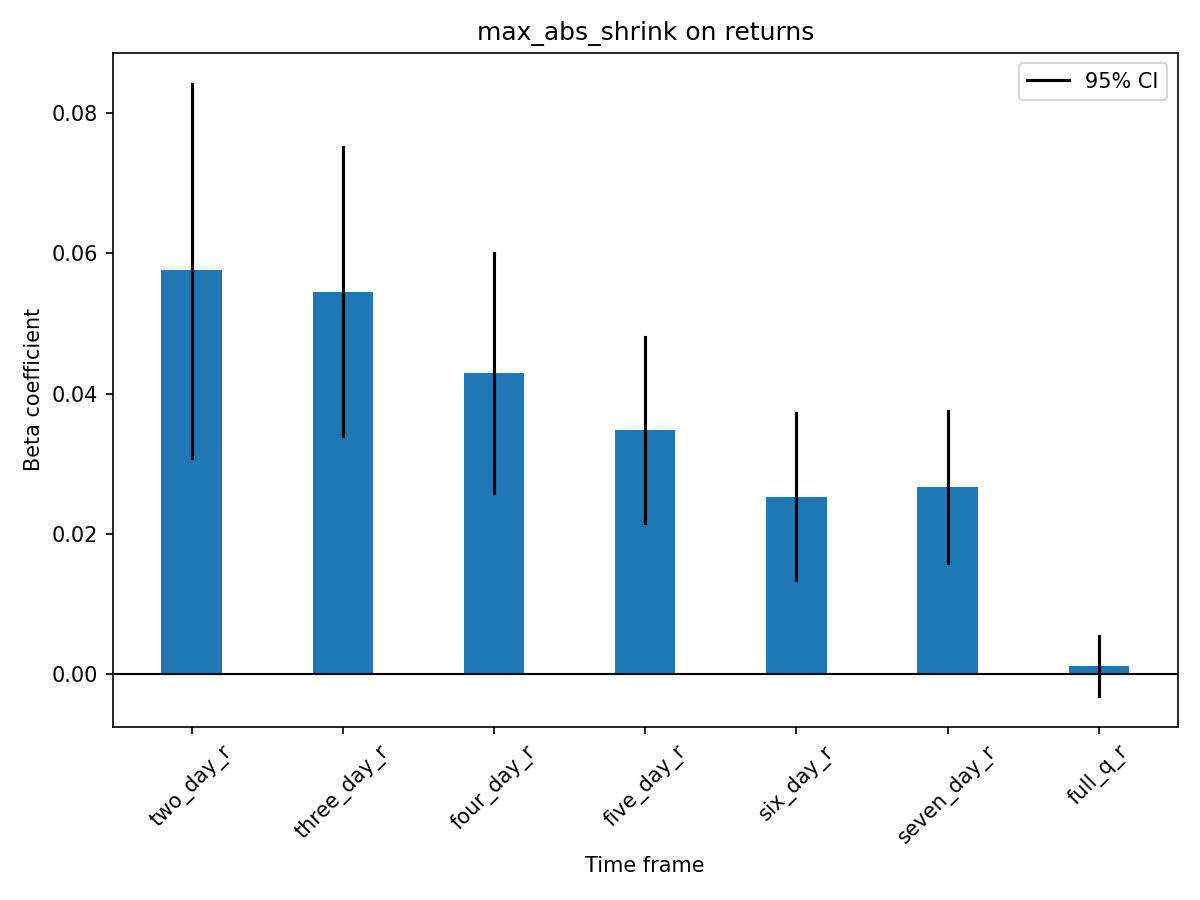 max_abs_shrink on returns
95% CI
Beta coefficient
0.08
0.06
0.04
0.02
0.00
two_day_r
three_day_r
four_day_r
five_day_r
six_day_r
seven_day_r
full_q_r
Time frame